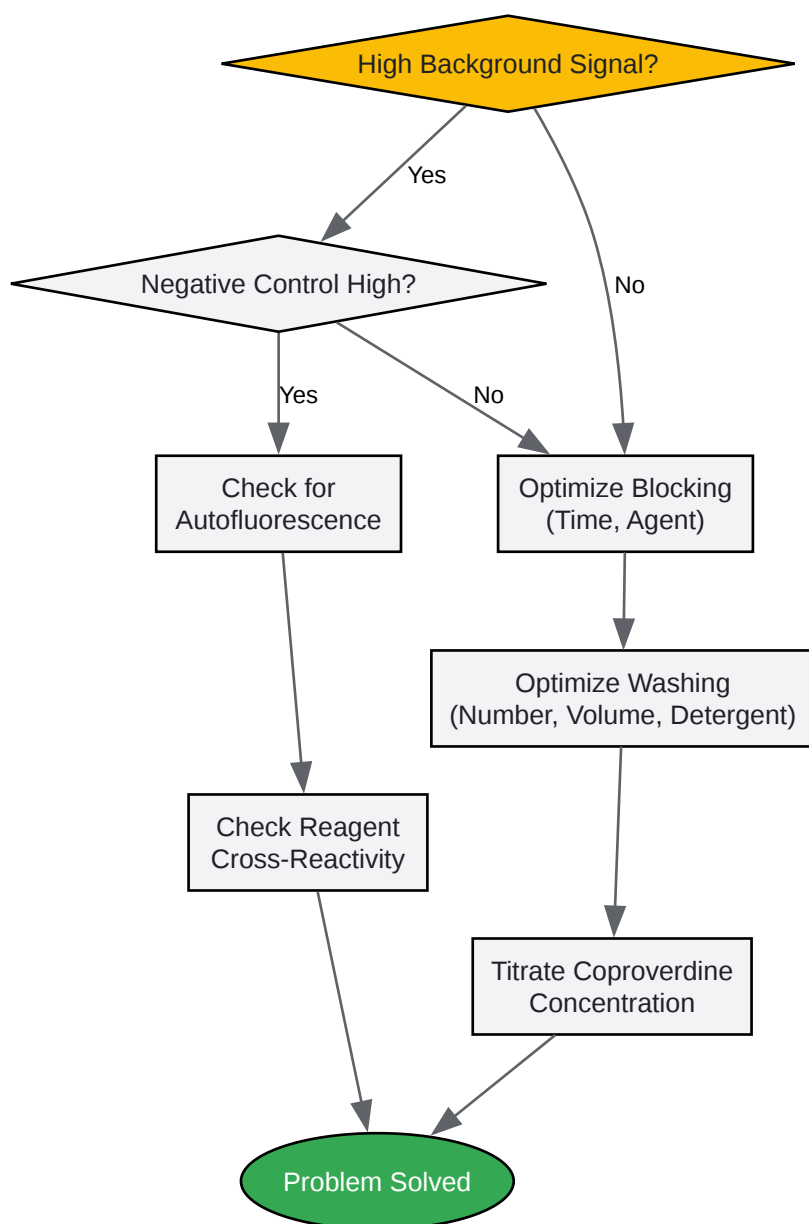 High Background Signal?
Yes
Negative Control High?
No
Yes
No
Check for
Autofluorescence
Optimize Blocking
(Time, Agent)
Optimize Washing
(Number, Volume, Detergent)
Check Reagent
Cross-Reactivity
Titrate Coproverdine
Concentration
Problem Solved